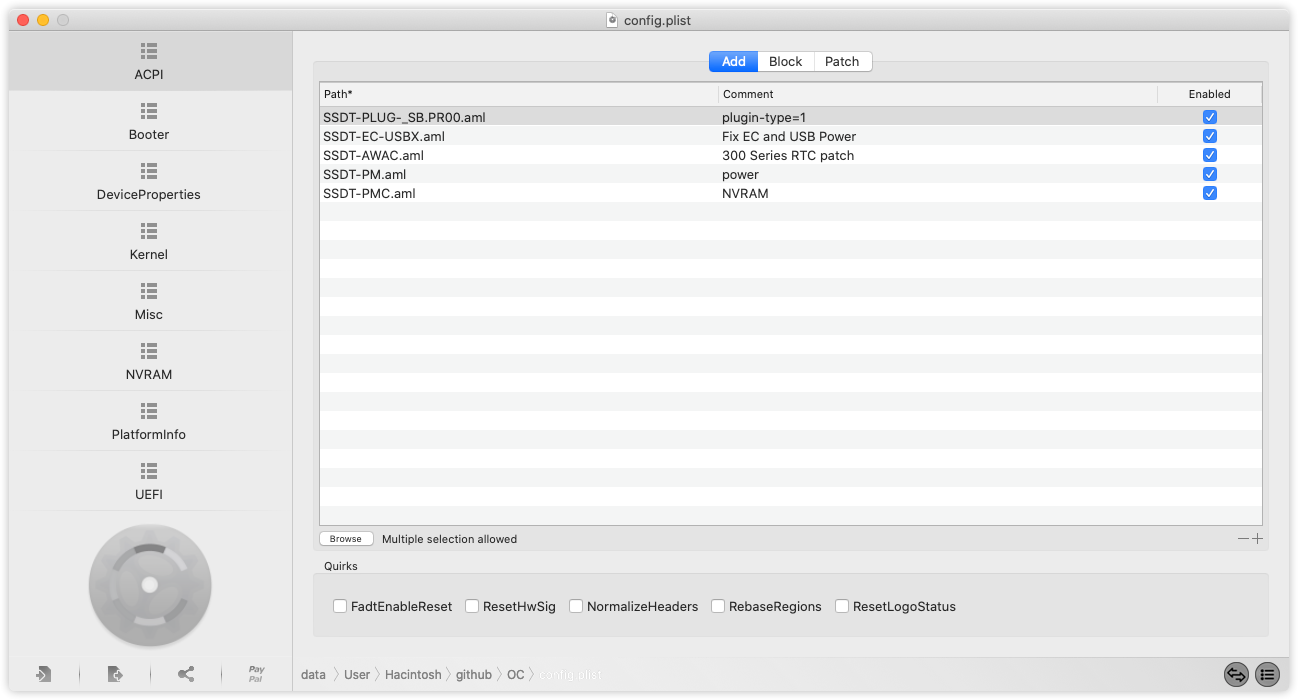 config.plist
ACPI
Booter
DeviceProperties
Kernel
Misc
NVRAM
PlatformInfo
UEFI
Pay
Pal
Add Block Patch
Path* Comment Enabled
SSDT-PLUG-_SB.PR00.aml plugin-type=1
SSDT-EC-USBX.aml Fix EC and USB Power
SSDT-AWAC.aml 300 Series RTC patch
SSDT-PM.aml power
SSDT-PMC.aml NVRAM
Browse Multiple selection allowed
Quirks
FadtEnableReset ResetHwSig NormalizeHeaders RebaseRegions ResetLogoStatus
data User Hacintosh github OC config.plist